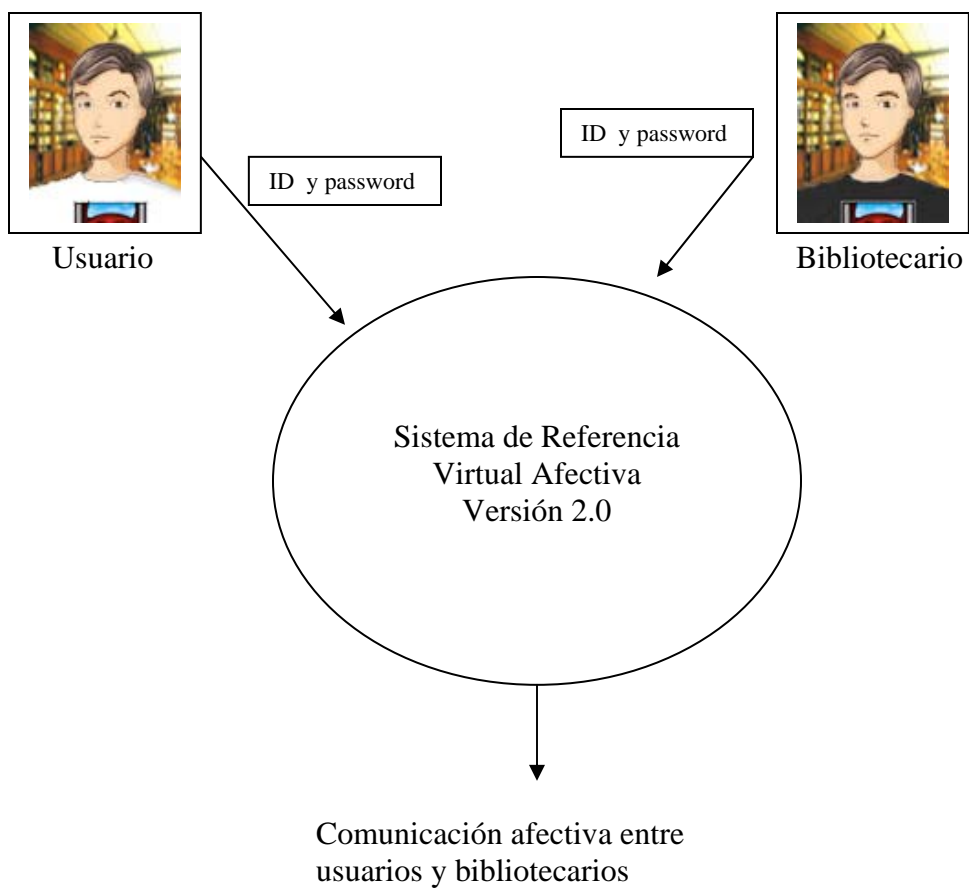 ID y password
ID y password
Usuario
Bibliotecario
Sistema de Referencia
Virtual Afectiva
Versión 2.0
Comunicación afectiva entre
usuarios y bibliotecarios